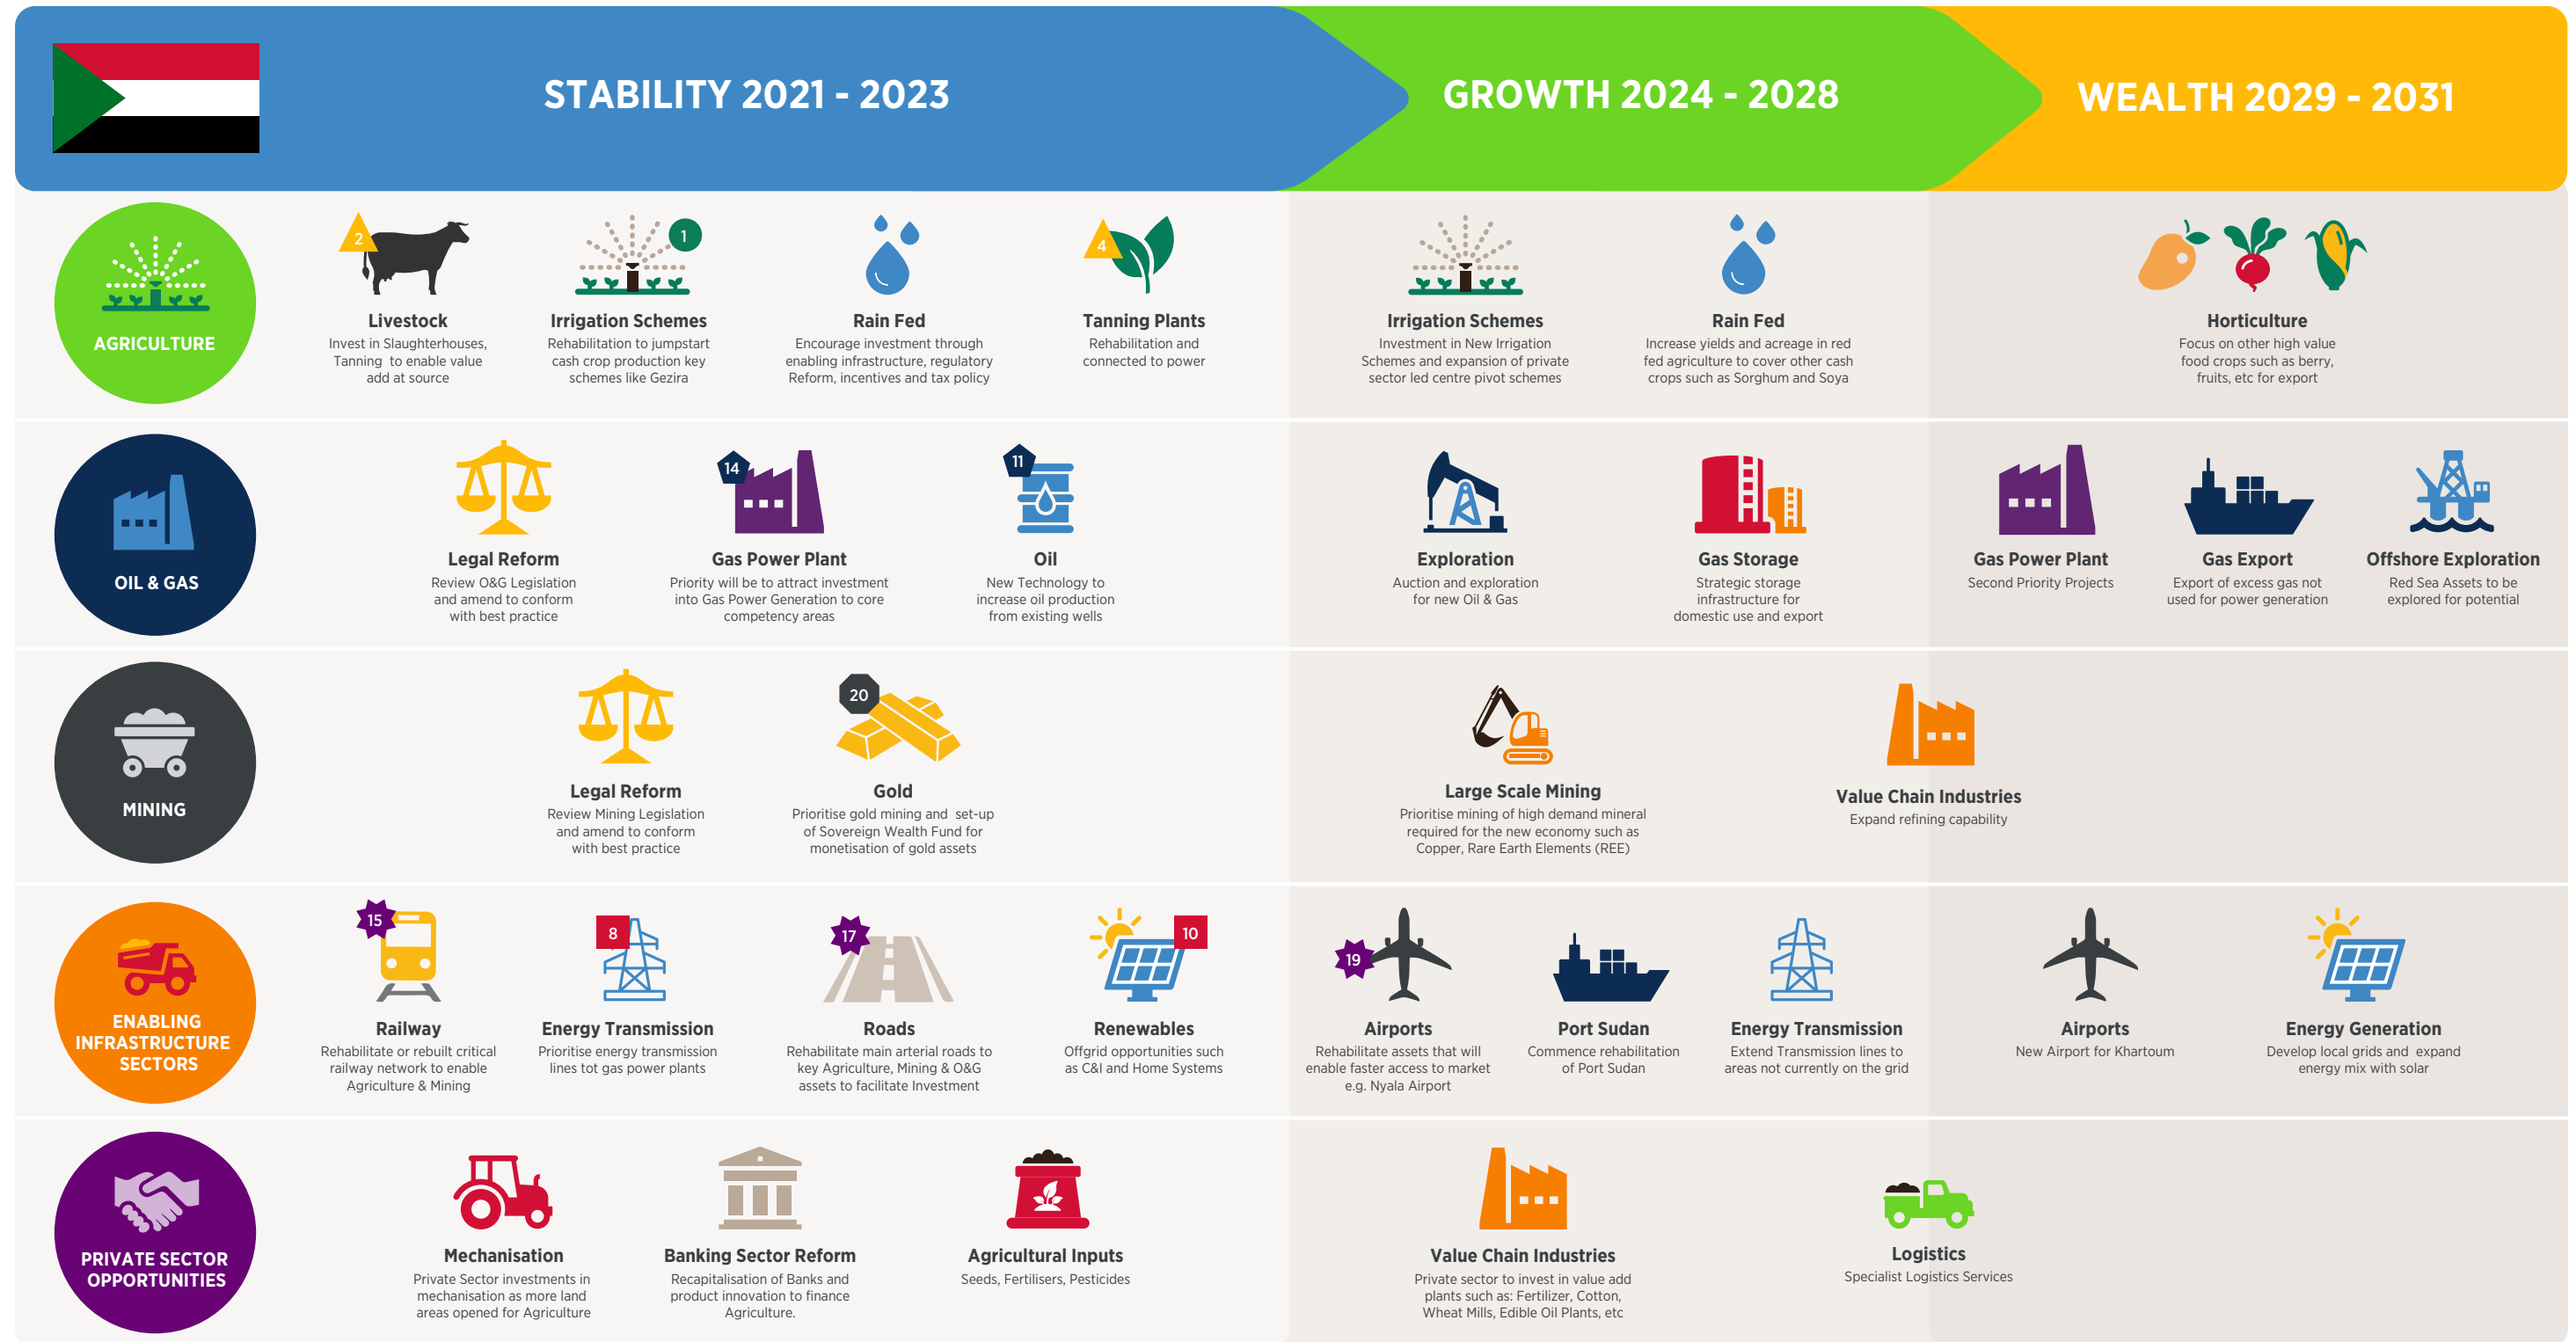 STABILITY 2021 - 2023
GROWTH 2024 - 2028
WEALTH 2029 - 2031
AGRICULTURE
2
Livestock
Invest in Slaughterhouses,
Tanning to enable value
add at source
1
Irrigation Schemes
Rehabilitation to jumpstart
cash crop production key
schemes like Gezira
Rain Fed
Encourage investment through
enabling infrastructure, regulatory
Reform, incentives and tax policy
4
Tanning Plants
Rehabilitation and
connected to power
Irrigation Schemes
Investment in New Irrigation
Schemes and expansion of private
sector led centre pivot schemes
Rain Fed
Increase yields and acreage in red
fed agriculture to cover other cash
crops such as Sorghum and Soya
Horticulture
Focus on other high value
food crops such as berry,
fruits, etc for export
OIL & GAS
Legal Reform
Review O&G Legislation
and amend to conform
with best practice
14
Gas Power Plant
Priority will be to attract investment
into Gas Power Generation to core
competency areas
11
Oil
New Technology to
increase oil production
from existing wells
Exploration
Auction and exploration
for new Oil & Gas
Gas Storage
Strategic storage
infrastructure for
domestic use and export
Gas Power Plant
Second Priority Projects
Gas Export
Export of excess gas not
used for power generation
Offshore Exploration
Red Sea Assets to be
explored for potential
MINING
Legal Reform
Review Mining Legislation
and amend to conform
with best practice
20
Gold
Prioritise gold mining and set-up
of Sovereign Wealth Fund for
monetisation of gold assets
Large Scale Mining
Prioritise mining of high demand mineral
required for the new economy such as
Copper, Rare Earth Elements (REE)
Value Chain Industries
Expand refining capability
ENABLING
INFRASTRUCTURE
SECTORS
15
Railway
Rehabilitate or rebuilt critical
railway network to enable
Agriculture & Mining
8
Energy Transmission
Prioritise energy transmission
lines tot gas power plants
17
Roads
Rehabilitate main arterial roads to
key Agriculture, Mining & O&G
assets to facilitate Investment
10
Renewables
Offgrid opportunities such
as C&I and Home Systems
19
Airports
Rehabilitate assets that will
enable faster access to market
e.g. Nyala Airport
Port Sudan
Commence rehabilitation
of Port Sudan
Energy Transmission
Extend Transmission lines to
areas not currently on the grid
Airports
New Airport for Khartoum
Energy Generation
Develop local grids and expand
energy mix with solar
PRIVATE SECTOR
OPPORTUNITIES
Mechanisation
Private Sector investments in
mechanisation as more land
areas opened for Agriculture
Banking Sector Reform
Recapitalisation of Banks and
product innovation to finance
Agriculture.
Agricultural Inputs
Seeds, Fertilisers, Pesticides
Value Chain Industries
Private sector to invest in value add
plants such as: Fertilizer, Cotton,
Wheat Mills, Edible Oil Plants, etc
Logistics
Specialist Logistics Services